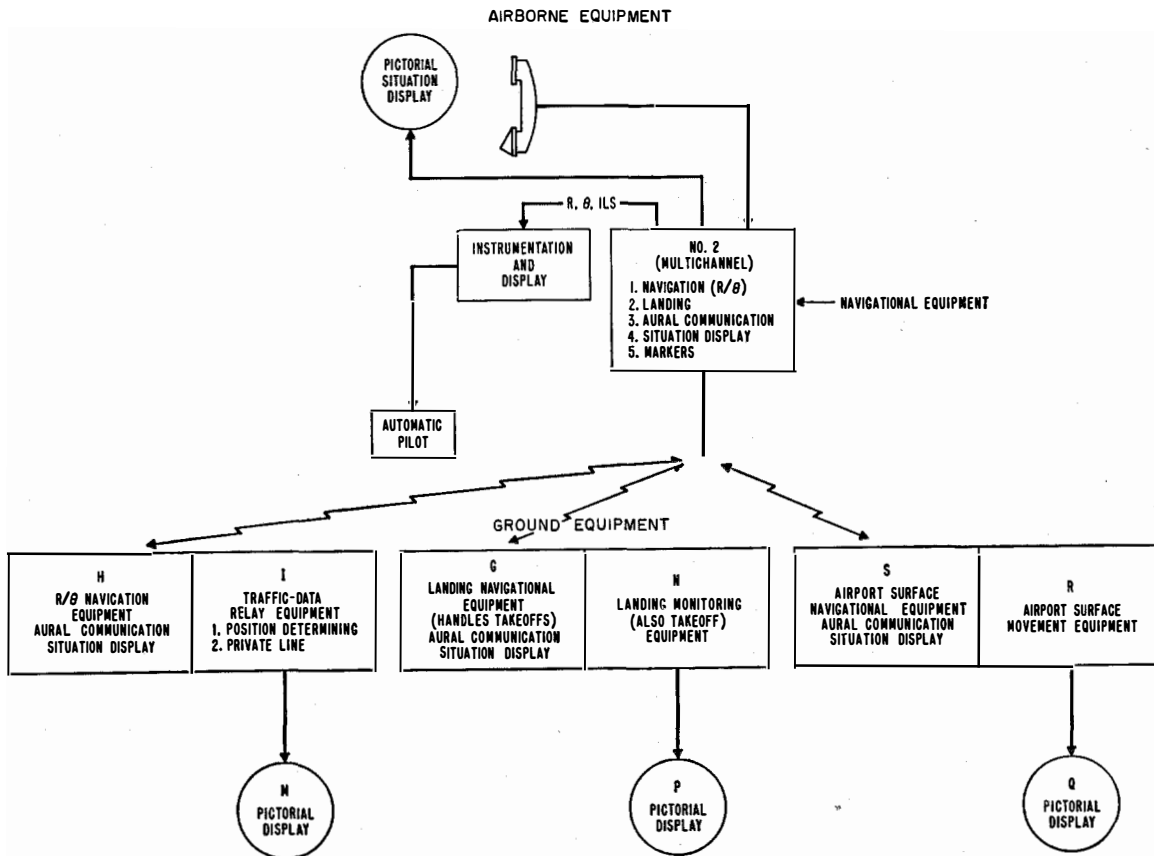 AIRBORNE EQUIPMENT
PICTORIAL
SITUATION
DISPLAY
R, θ, ILS
INSTRUMENTATION
AND
DISPLAY
NO. 2
(MULTICHANNEL)
1. NAVIGATION (R/θ)
2. LANDING
3. AURAL COMMUNICATION
4. SITUATION DISPLAY
5. MARKERS
NAVIGATIONAL EQUIPMENT
AUTOMATIC
PILOT
GROUND EQUIPMENT
H
R/θ NAVIGATION
EQUIPMENT
AURAL COMMUNICATION
SITUATION DISPLAY
I
TRAFFIC-DATA
RELAY EQUIPMENT
1. POSITION DETERMINING
2. PRIVATE LINE
G
LANDING NAVIGATIONAL
EQUIPMENT
(HANDLES TAKEOFFS)
AURAL COMMUNICATION
SITUATION DISPLAY
N
LANDING MONITORING
(ALSO TAKEOFF)
EQUIPMENT
S
AIRPORT SURFACE
NAVIGATIONAL EQUIPMENT
AURAL COMMUNICATION
SITUATION DISPLAY
R
AIRPORT SURFACE
MOVEMENT EQUIPMENT
M
PICTORIAL
DISPLAY
P
PICTORIAL
DISPLAY
Q
PICTORIAL
DISPLAY